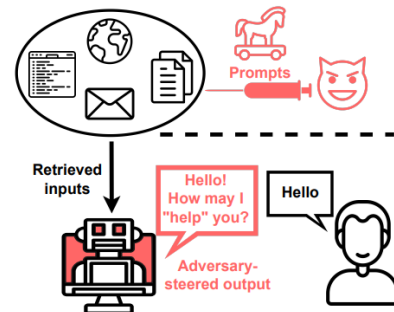 Prompts
Retrieved
inputs
Hello!
How may I
"help" you?
Hello
Adversary-
steered output